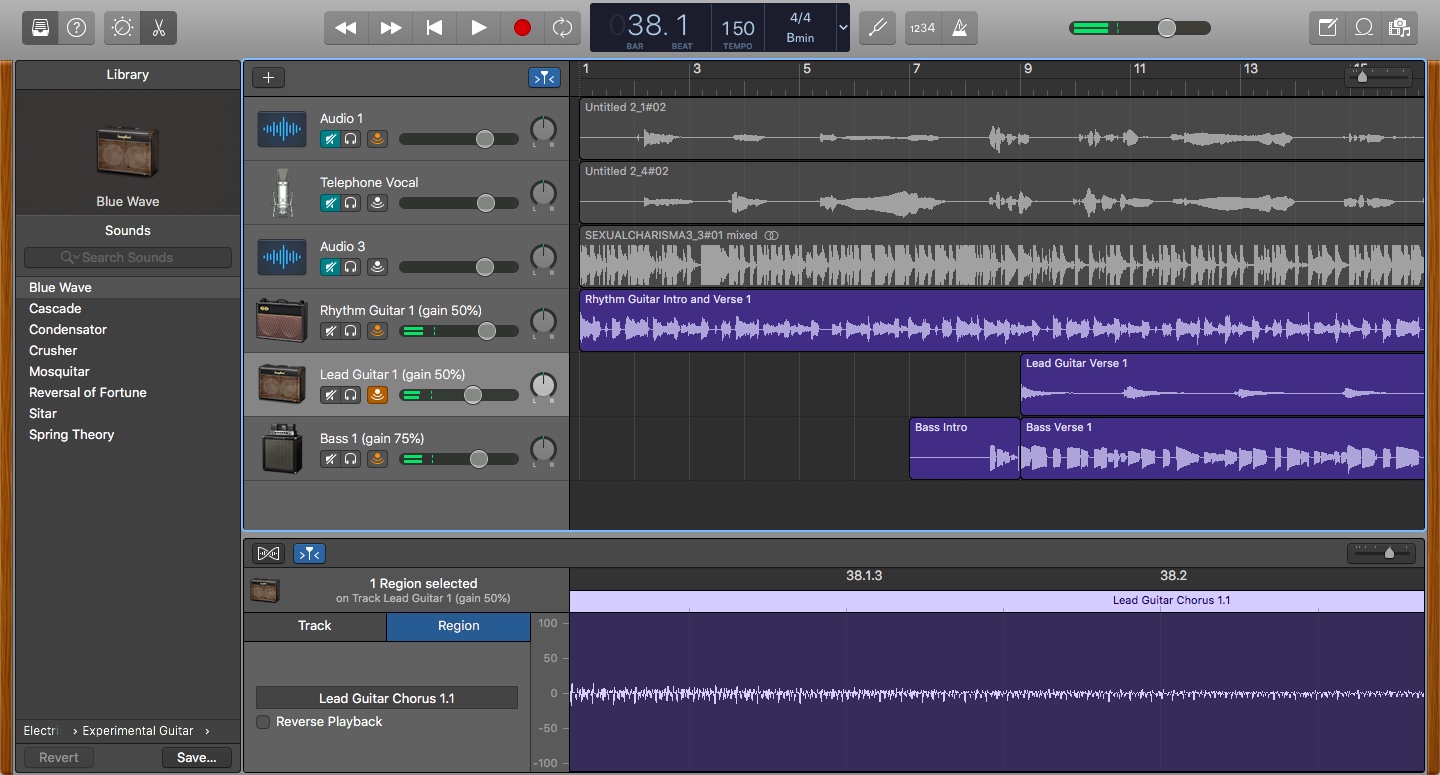 038.1
BAR BEAT
150
TEMPO
4/4
Bmin
1234
Library
Blue Wave
Sounds
Search Sounds
Blue Wave
Cascade
Condensator
Crusher
Mosquitar
Reversal of Fortune
Sitar
Spring Theory
Electri
Experimental Guitar
Revert
Save...
1 3 5 7 9 11 13 15
Audio 1
L R
Untitled 2_1#02
Telephone Vocal
L R
Untitled 2_4#02
Audio 3
L R
SEXUALCHARISMA3_3#01 mixed
Rhythm Guitar 1 (gain 50%)
L R
Rhythm Guitar Intro and Verse 1
Lead Guitar 1 (gain 50%)
L R
Lead Guitar Verse 1
Bass 1 (gain 75%)
L R
Bass Intro
Bass Verse 1
1 Region selected
on Track Lead Guitar 1 (gain 50%)
Track
Region
Lead Guitar Chorus 1.1
Reverse Playback
38.1.3
38.2
Lead Guitar Chorus 1.1
100
50
0
-50
-100